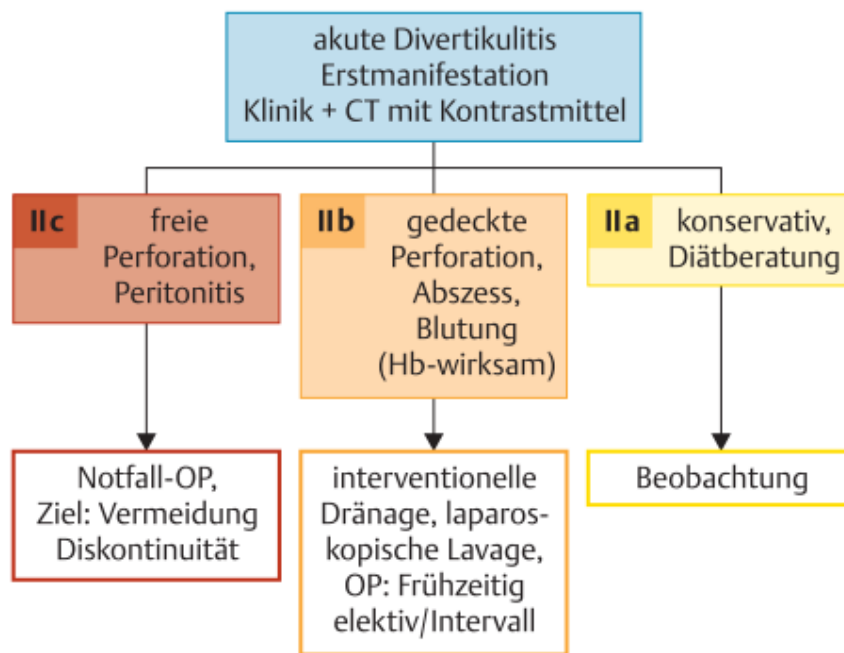 akute Divertikulitis
Erstmanifestation
Klinik + CT mit Kontrastmittel
IIc
freie
Perforation,
Peritonitis
IIb
gedeckte
Perforation,
Abszess,
Blutung
(Hb-wirksam)
IIa
konservativ,
Diätberatung
Notfall-OP,
Ziel: Vermeidung
Diskontinuität
interventionelle
Dränage, laparos-
kopische Lavage,
OP: Frühzeitig
elektiv/Intervall
Beobachtung